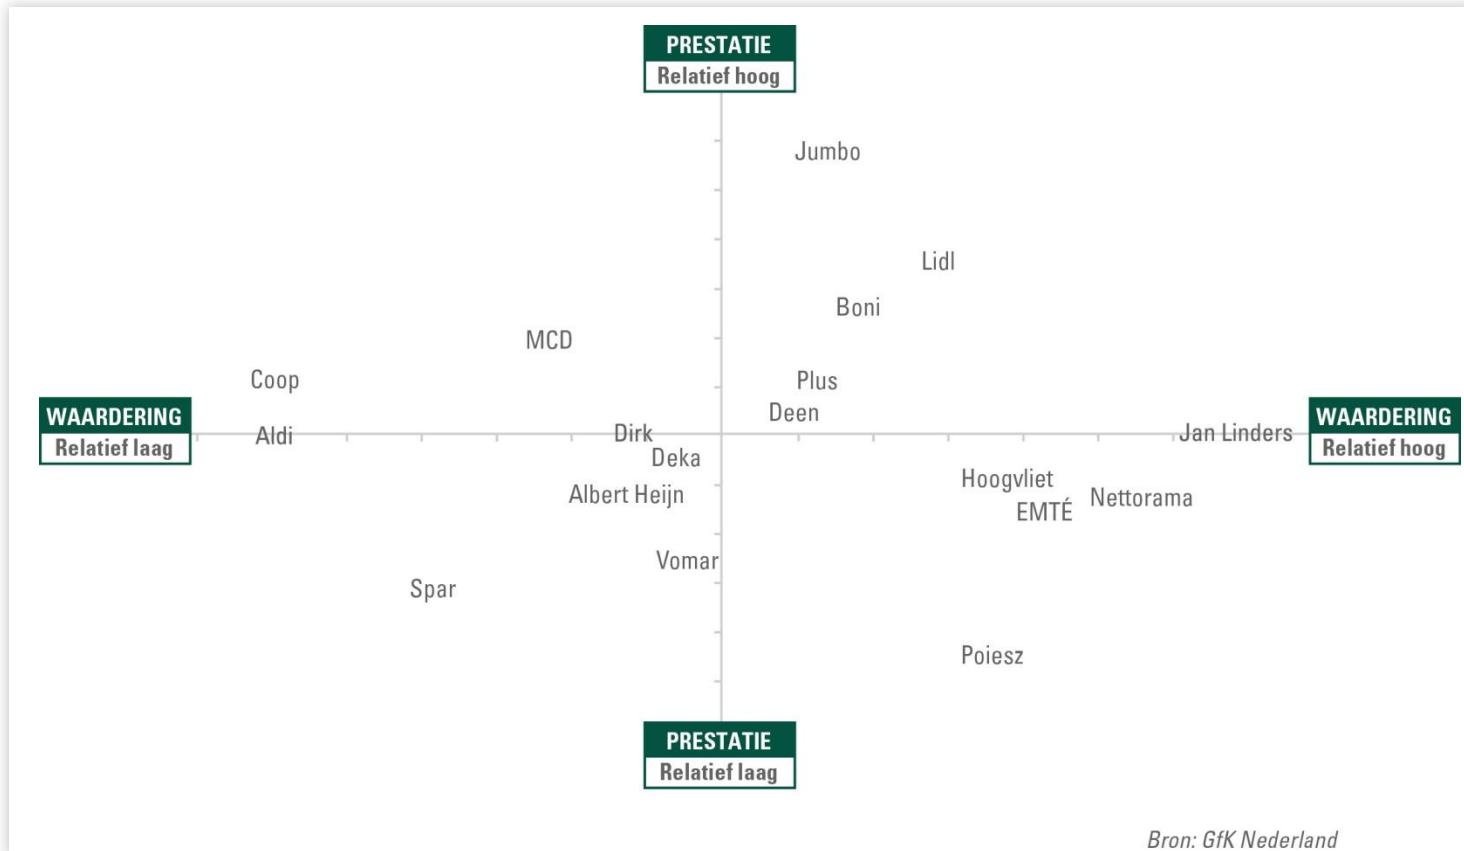 PRESTATIE
Relatief hoog
Jumbo
Lidl
Boni
MCD
Coop
Plus
Deen
WAARDERING
Relatief laag
Aldi
Dirk
Jan Linders
WAARDERING
Relatief hoog
Deka
Hoogvliet
Albert Heijn
Nettorama
EMTÉ
Vomar
Spar
Poiesz
PRESTATIE
Relatief laag
Bron: GfK Nederland